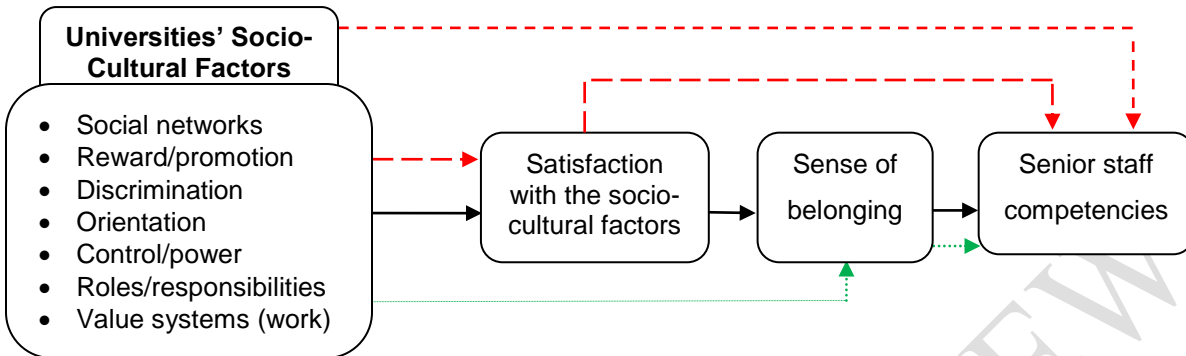 Universities’ Socio-
Cultural Factors
• Social networks
• Reward/promotion
• Discrimination
• Orientation
• Control/power
• Roles/responsibilities
• Value systems (work)
Satisfaction
with the socio-
cultural factors
Sense of
belonging
Senior staff
competencies